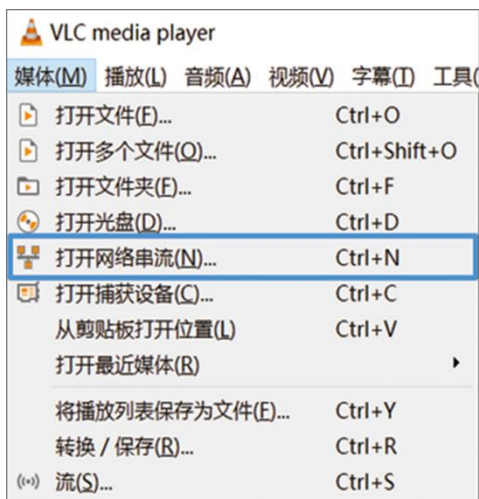 VLC media player
媒体(M) 播放(L) 音频(A) 视频(V) 字幕(T) 工具(
打开文件(F)... Ctrl+O
打开多个文件(O)... Ctrl+Shift+O
打开文件夹(F)... Ctrl+F
打开光盘(D)... Ctrl+D
打开网络串流(N)... Ctrl+N
打开捕获设备(C)... Ctrl+C
从剪贴板打开位置(L) Ctrl+V
打开最近媒体(R)
将播放列表保存为文件(F)... Ctrl+Y
转换 / 保存(R)... Ctrl+R
流(S)... Ctrl+S